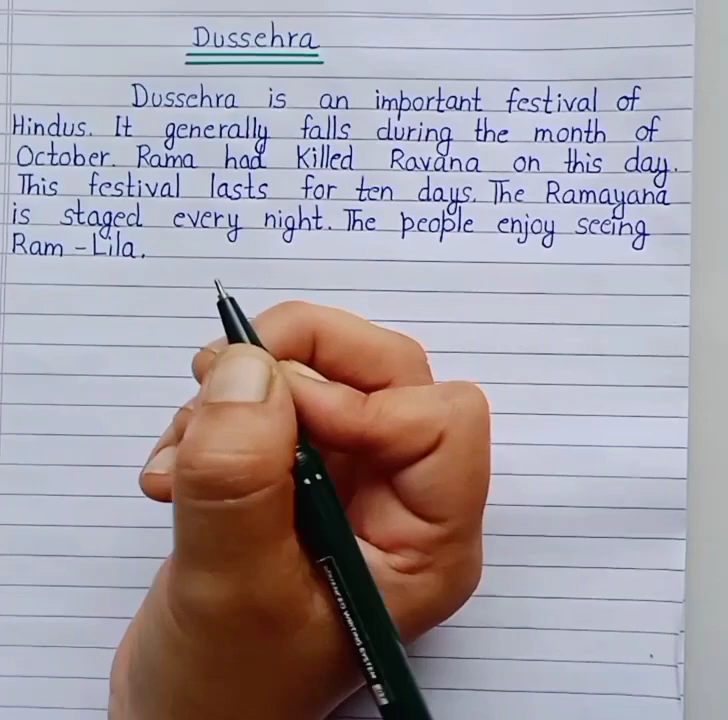 Dussehra
Dussehra is an important festival of
Hindus. It generally falls during the month of
October. Rama had Killed Ravana on this day.
This festival lasts for ten days. The Ramayana
is staged every night. The people enjoy seeing
Ram-Lila.
WRITING SYSTEM